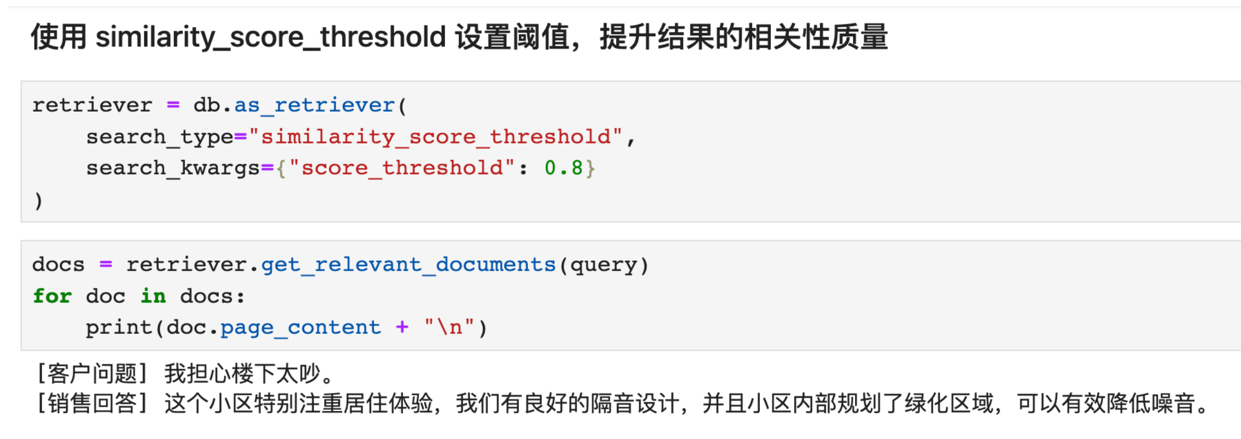 使用 similarity_score_threshold 设置阈值，提升结果的相关性质量
retriever = db.as_retriever(
    search_type="similarity_score_threshold",
    search_kwargs={"score_threshold": 0.8}
)
docs = retriever.get_relevant_documents(query)
for doc in docs:
    print(doc.page_content + "\n")
[客户问题] 我担心楼下太吵。
[销售回答] 这个小区特别注重居住体验，我们有良好的隔音设计，并且小区内部规划了绿化区域，可以有效降低噪音。